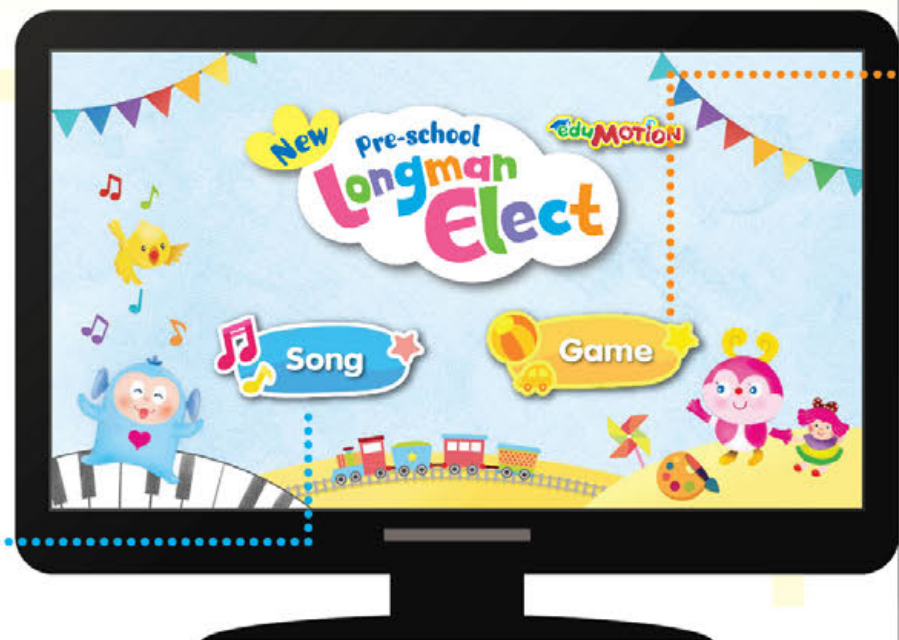 New
Pre-school
Longman
Elect
eduMOTION
Song
Game